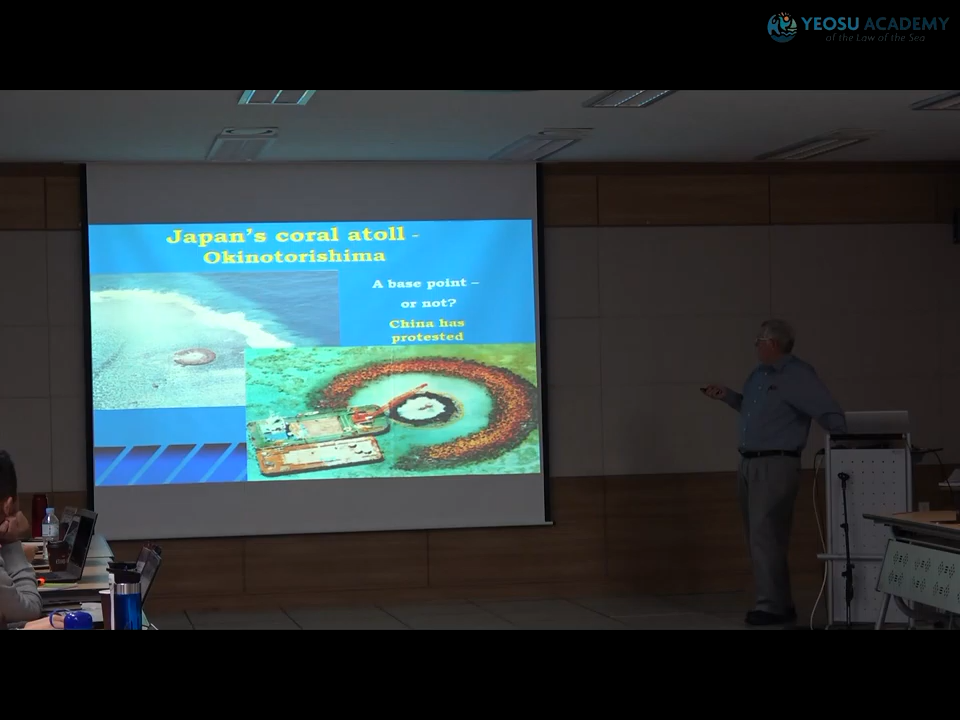 YEOSU ACADEMY
of the Law of the Sea
Japan's coral atoll -
Okinotorishima
A base point –
or not?
China has
protested